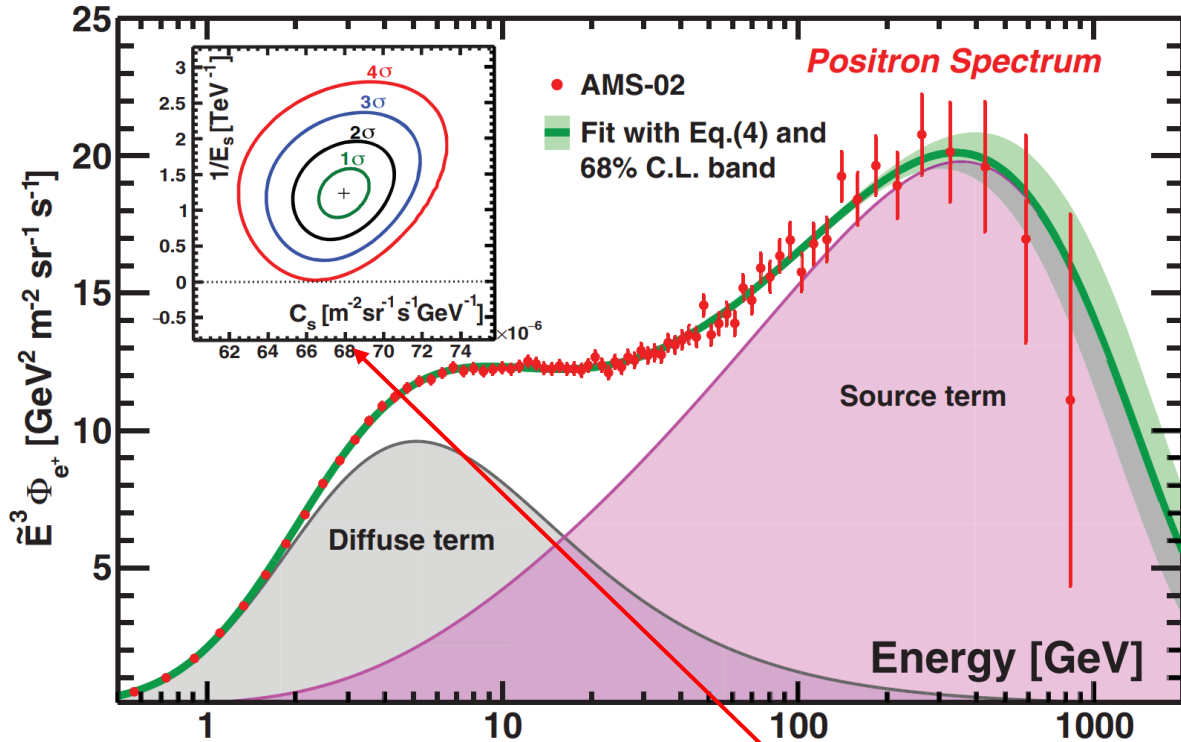 25
20
15
10
5
Ẽ³ Φₑ⁺ [GeV² m⁻² sr⁻¹ s⁻¹]
Positron Spectrum
AMS-02
Fit with Eq.(4) and
68% C.L. band
3
2.5
2
1.5
1
0.5
0
−0.5
1/Eₛ [TeV⁻¹]
4σ
3σ
2σ
1σ
Cₛ [m⁻²sr⁻¹s⁻¹GeV⁻¹]
×10⁻⁶
62 64 66 68 70 72 74
Source term
Diffuse term
Energy [GeV]
1 10 100 1000